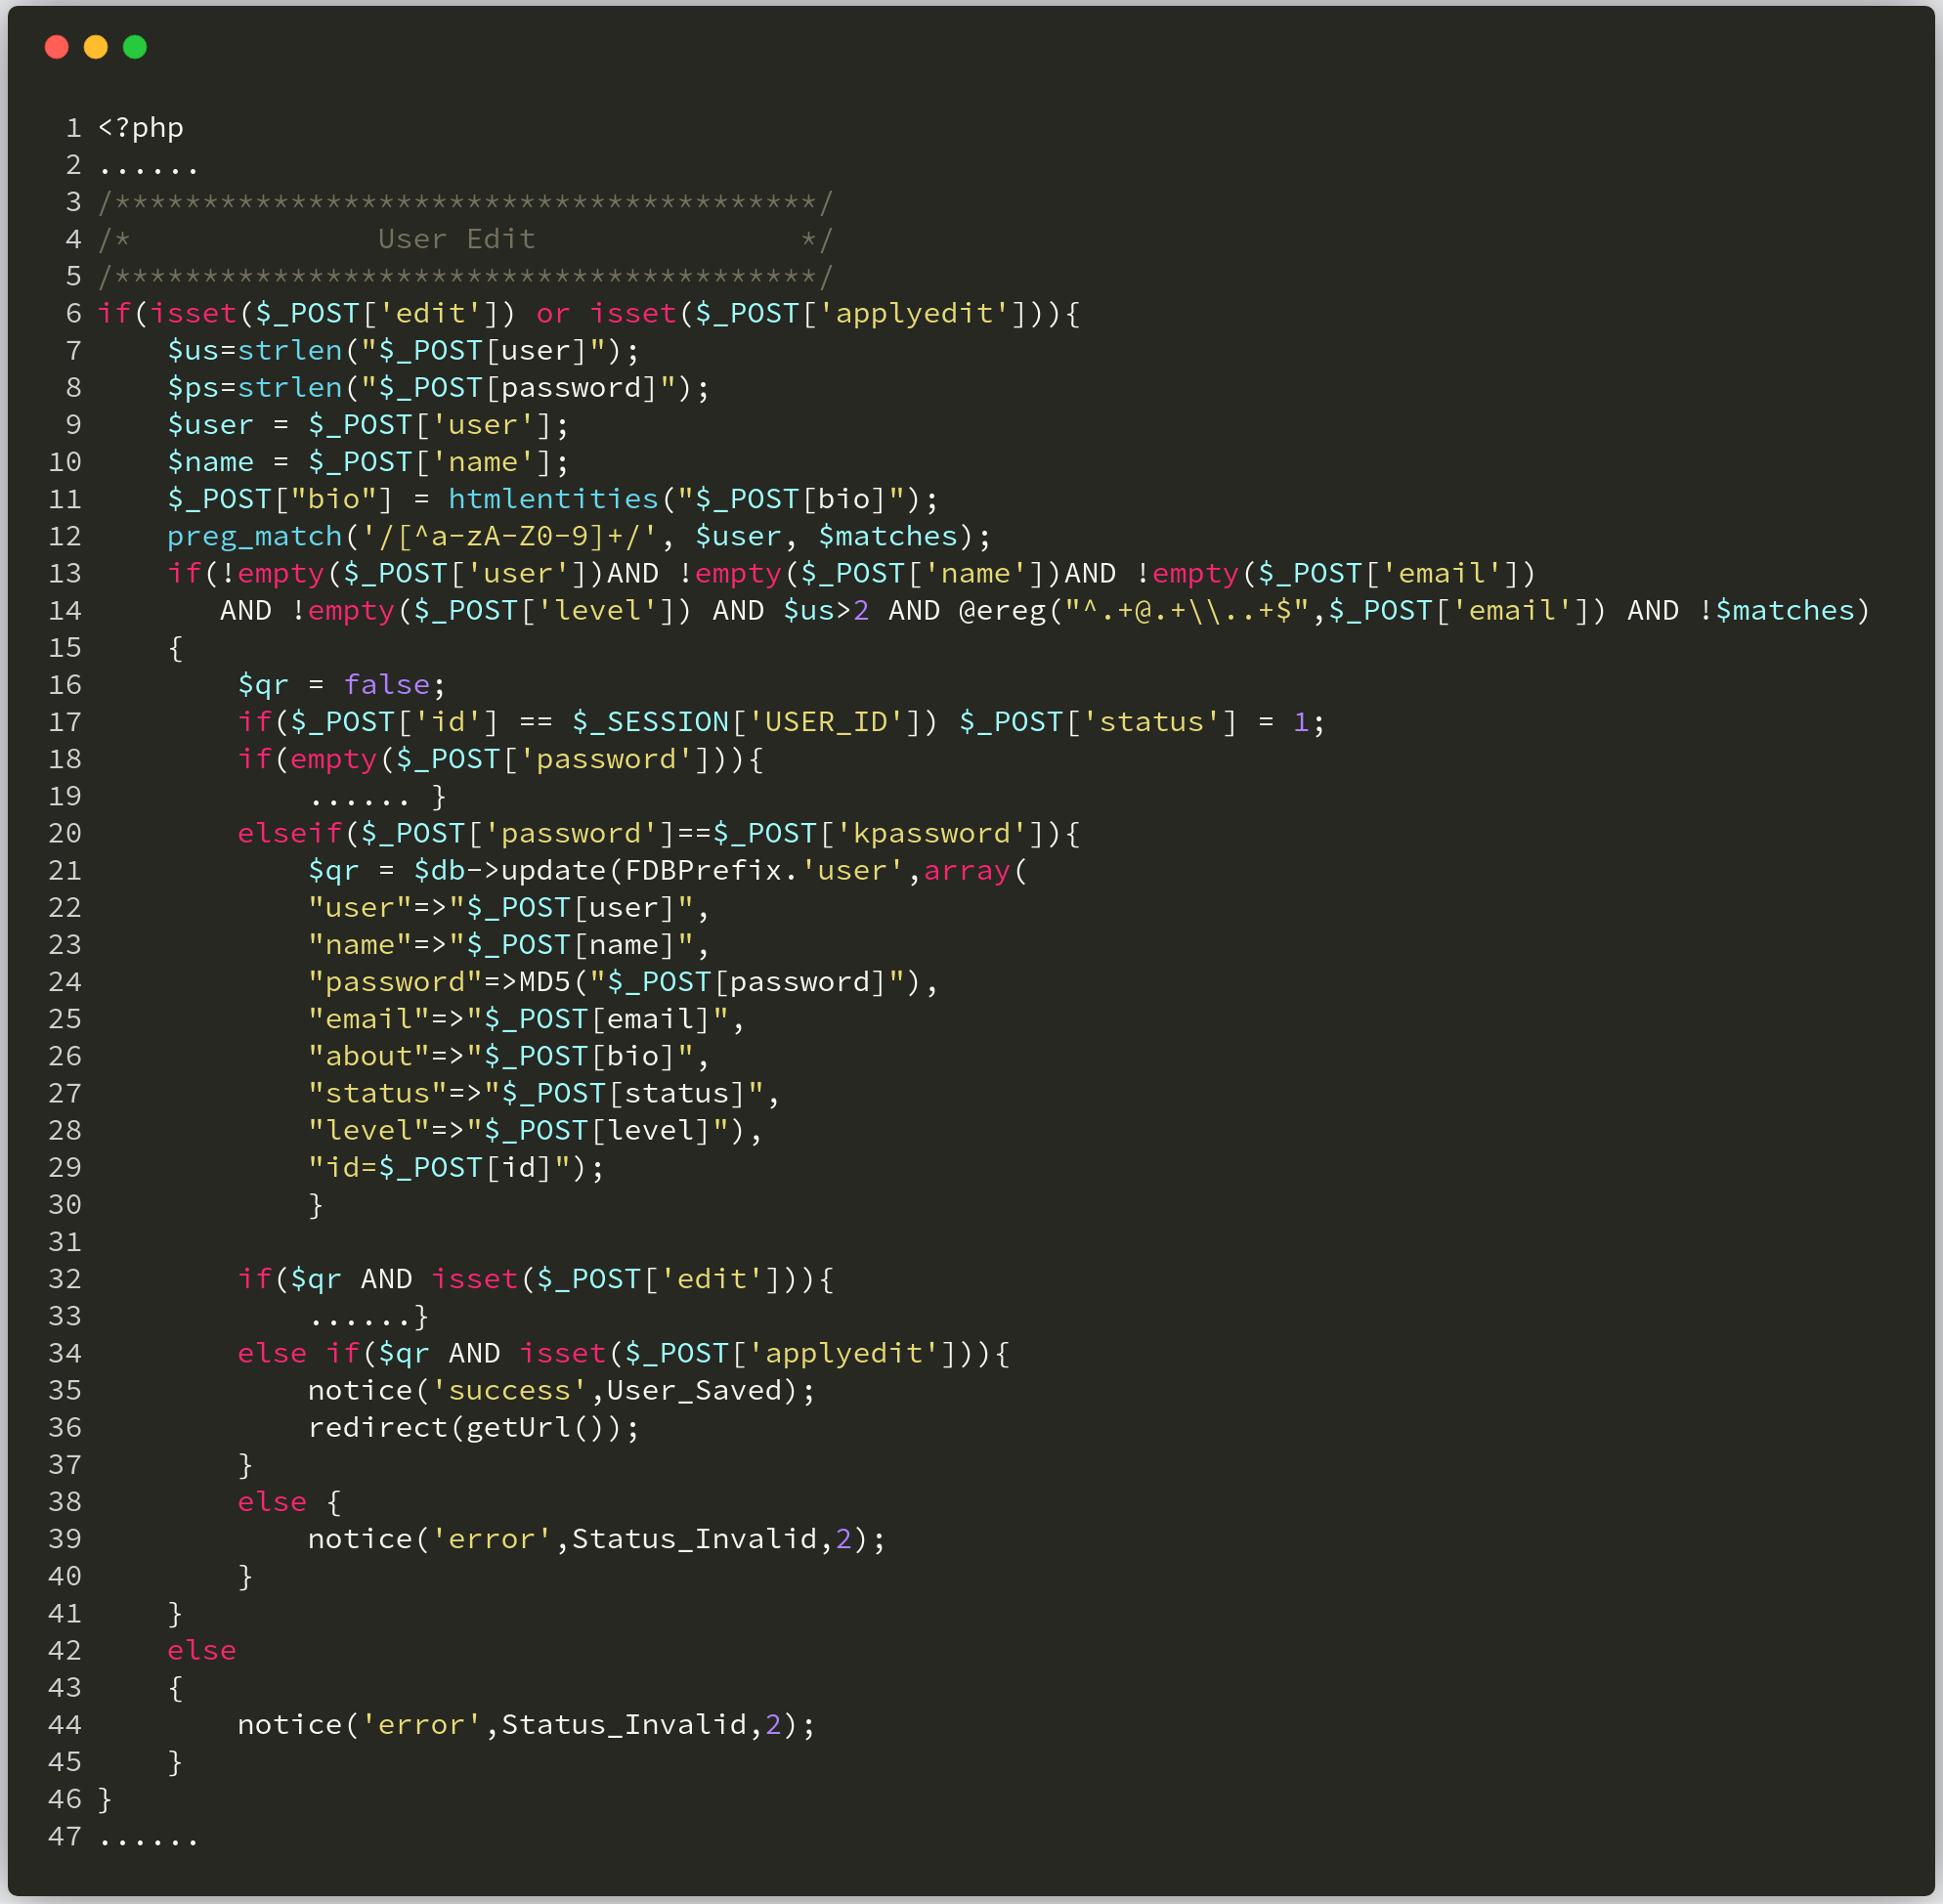 1 <?php
2 ......
3 /****************************************/
4 /*              User Edit               */
5 /****************************************/
6 if(isset($_POST['edit']) or isset($_POST['applyedit'])){
7     $us=strlen("$_POST[user]");
8     $ps=strlen("$_POST[password]");
9     $user = $_POST['user'];
10     $name = $_POST['name'];
11     $_POST["bio"] = htmlentities("$_POST[bio]");
12     preg_match('/[^a-zA-Z0-9]+/', $user, $matches);
13     if(!empty($_POST['user'])AND !empty($_POST['name'])AND !empty($_POST['email'])
14        AND !empty($_POST['level']) AND $us>2 AND @ereg("^.+@.+\\..+$",$_POST['email']) AND !$matches)
15     {
16         $qr = false;
17         if($_POST['id'] == $_SESSION['USER_ID']) $_POST['status'] = 1;
18         if(empty($_POST['password'])){
19             ...... }
20         elseif($_POST['password']==$_POST['kpassword']){
21             $qr = $db->update(FDBPrefix.'user',array(
22             "user"=>"$_POST[user]",
23             "name"=>"$_POST[name]",
24             "password"=>MD5("$_POST[password]"),
25             "email"=>"$_POST[email]",
26             "about"=>"$_POST[bio]",
27             "status"=>"$_POST[status]",
28             "level"=>"$_POST[level]"),
29             "id=$_POST[id]");
30             }
31
32         if($qr AND isset($_POST['edit'])){
33             ......}
34         else if($qr AND isset($_POST['applyedit'])){
35             notice('success',User_Saved);
36             redirect(getUrl());
37         }
38         else {
39             notice('error',Status_Invalid,2);
40         }
41     }
42     else
43     {
44         notice('error',Status_Invalid,2);
45     }
46 }
47 ......